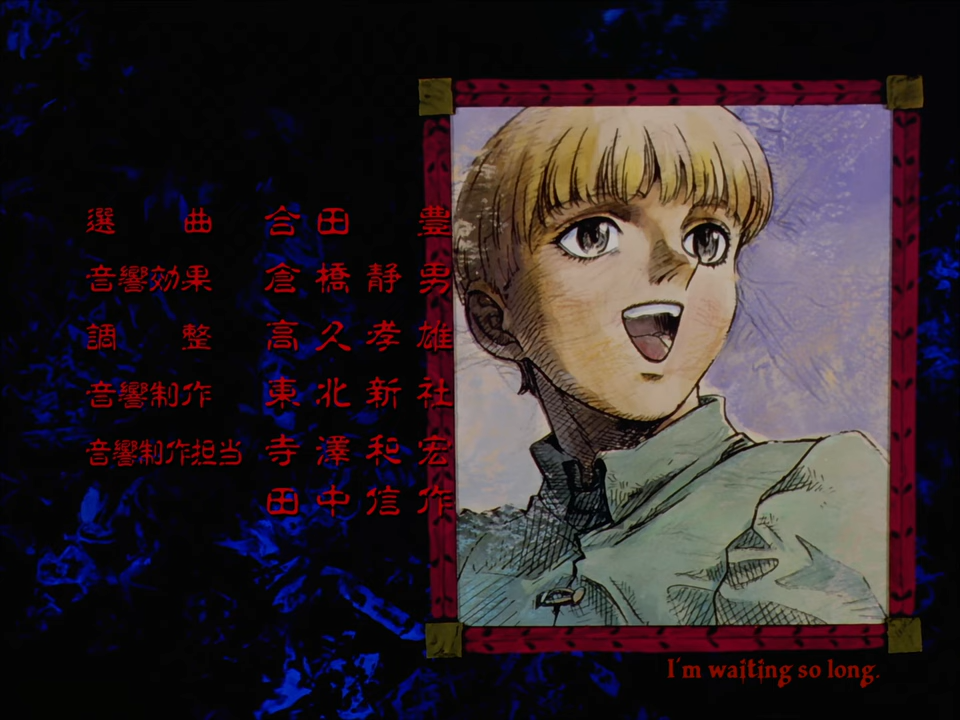 選曲 合田豊
音響効果 倉橋静男
調整 高久孝雄
音響制作 東北新社
音響制作担当 寺澤和宏
田中信作
I'm waiting so long.